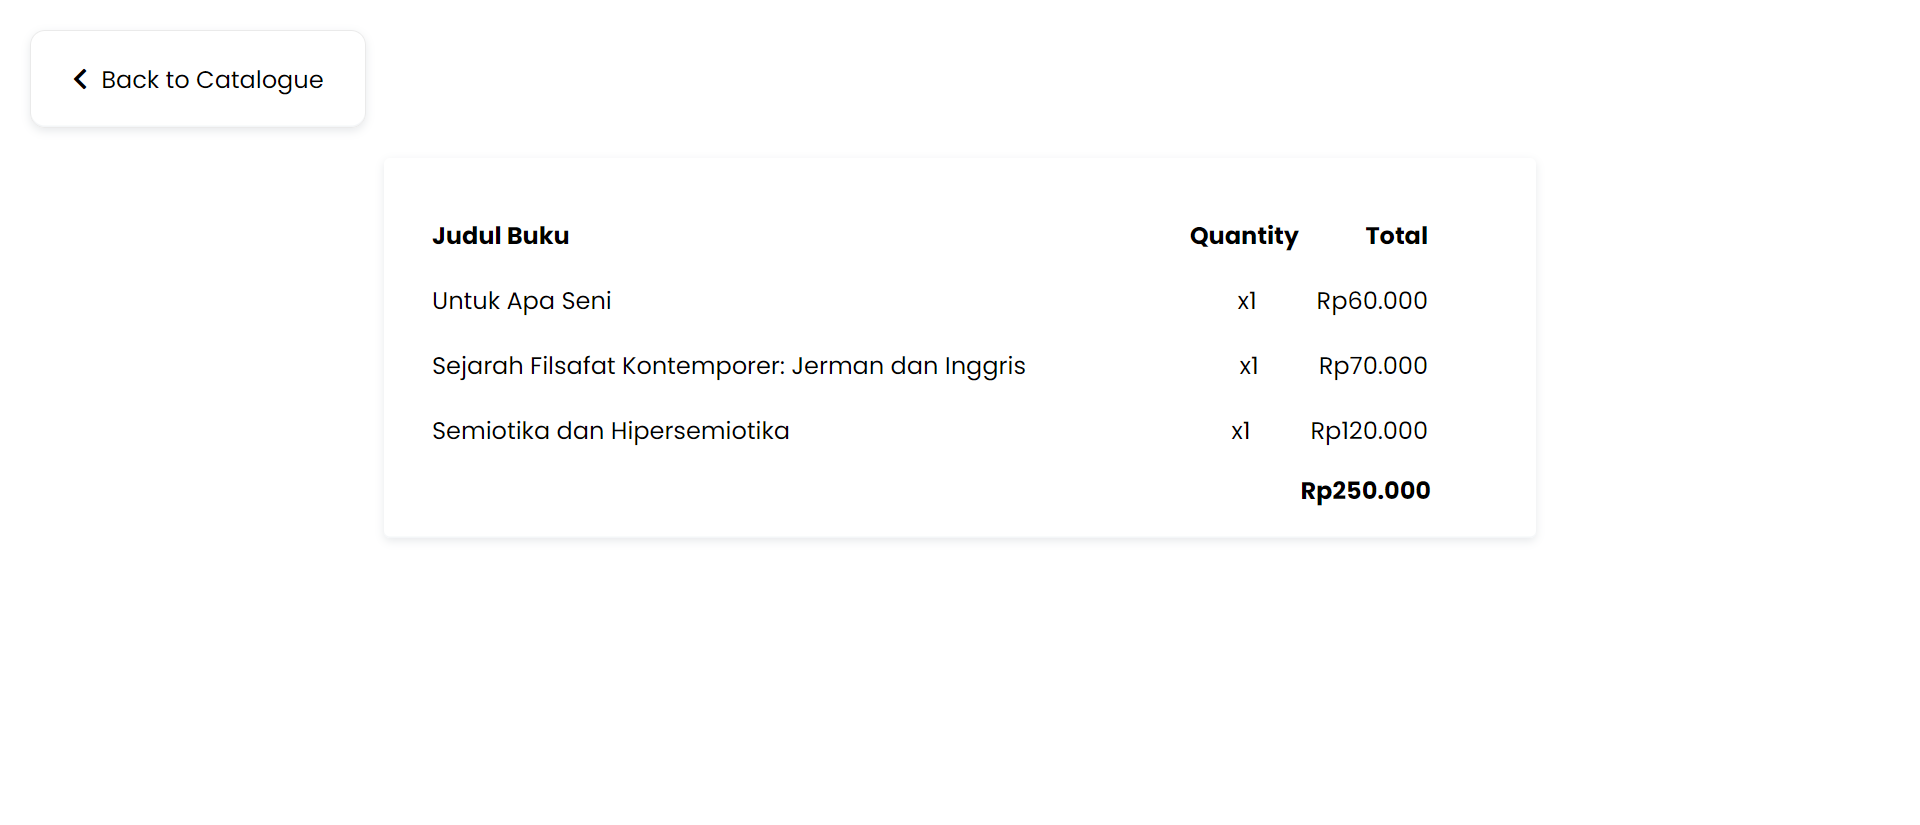 Back to Catalogue
Judul Buku Quantity Total
Untuk Apa Seni x1 Rp60.000
Sejarah Filsafat Kontemporer: Jerman dan Inggris x1 Rp70.000
Semiotika dan Hipersemiotika x1 Rp120.000
Rp250.000